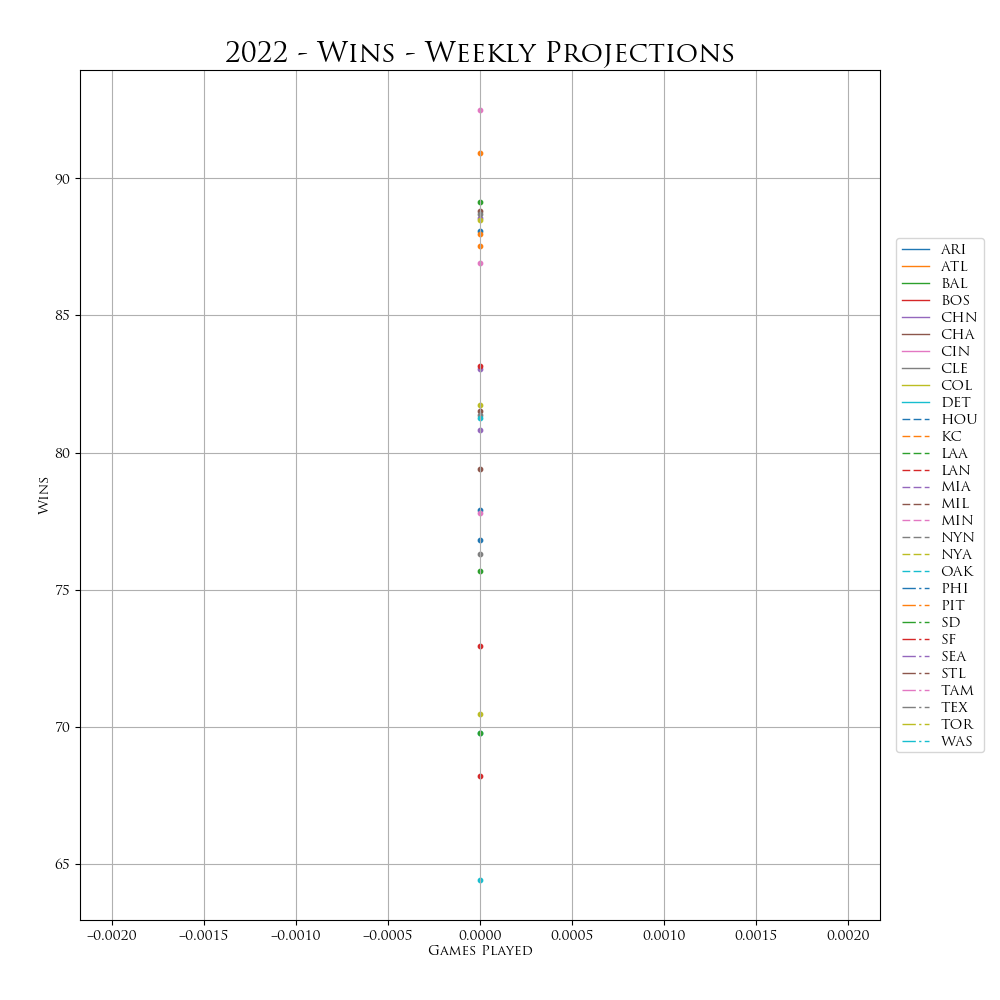 2022 - Wins - Weekly Projections
90
85
80
75
70
65
Wins
-0.0020 -0.0015 -0.0010 -0.0005 0.0000 0.0005 0.0010 0.0015 0.0020
Games Played
ARI
ATL
BAL
BOS
CHN
CHA
CIN
CLE
COL
DET
HOU
KC
LAA
LAN
MIA
MIL
MIN
NYN
NYA
OAK
PHI
PIT
SD
SF
SEA
STL
TAM
TEX
TOR
WAS